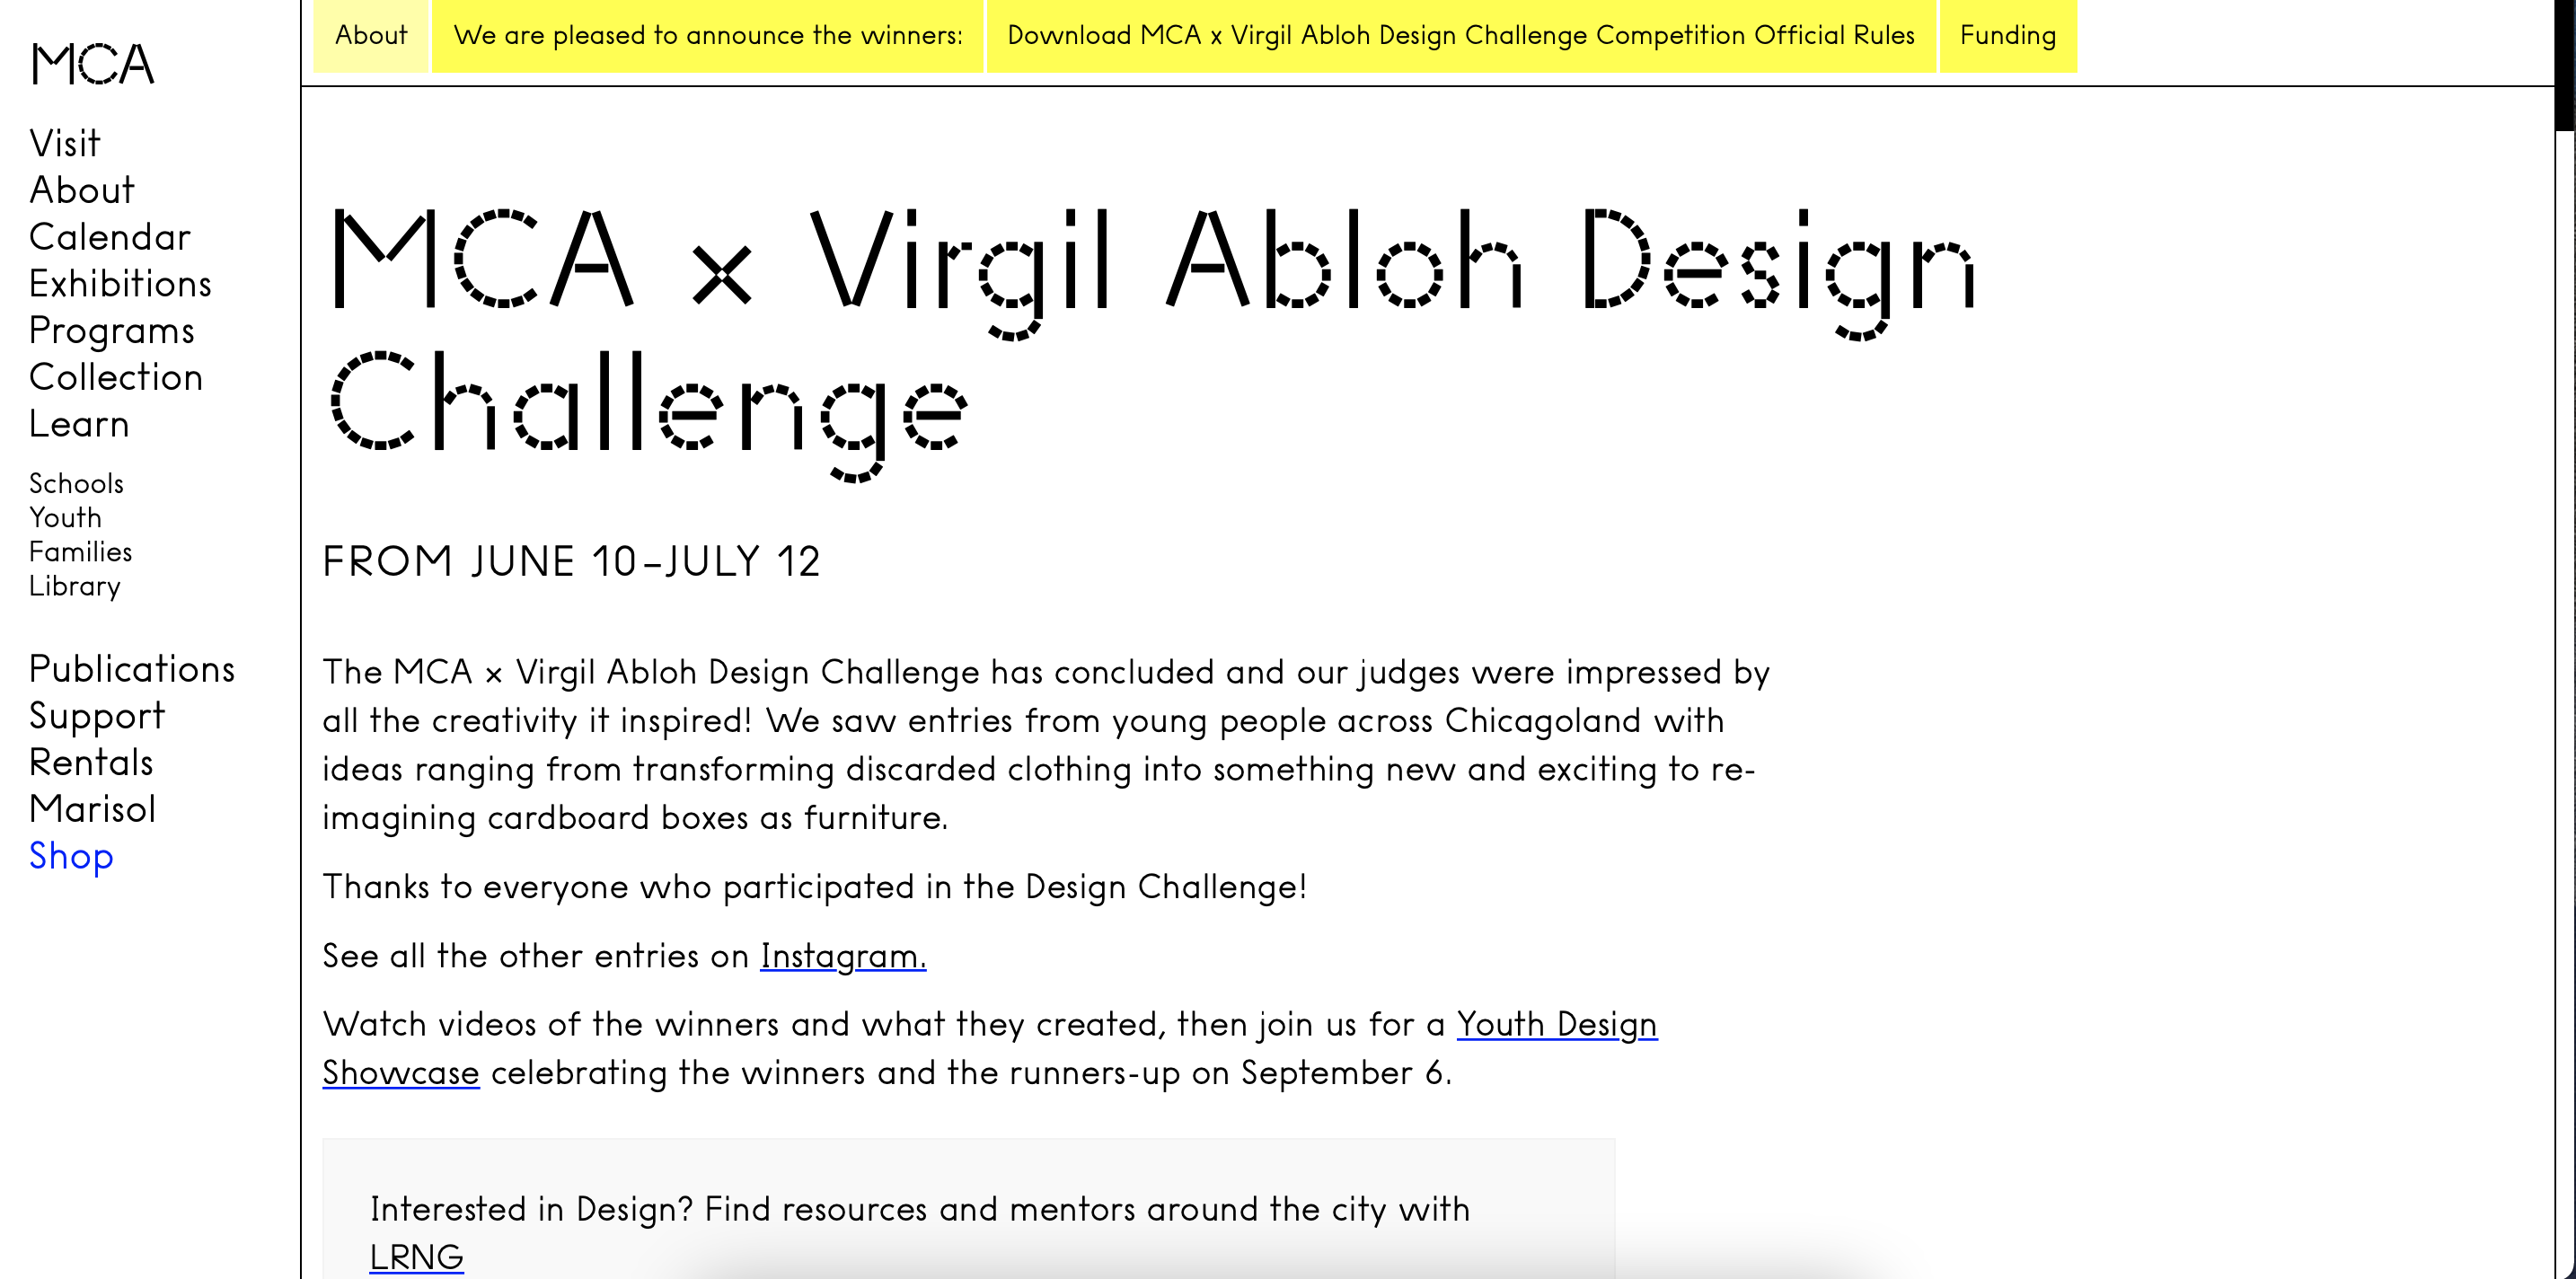 MCA
Visit
About
Calendar
Exhibitions
Programs
Collection
Learn
Schools
Youth
Families
Library
Publications
Support
Rentals
Marisol
Shop
About
We are pleased to announce the winners:
Download MCA x Virgil Abloh Design Challenge Competition Official Rules
Funding
MCA × Virgil Abloh Design
Challenge
FROM JUNE 10–JULY 12
The MCA × Virgil Abloh Design Challenge has concluded and our judges were impressed by
all the creativity it inspired! We saw entries from young people across Chicagoland with
ideas ranging from transforming discarded clothing into something new and exciting to re-
imagining cardboard boxes as furniture.
Thanks to everyone who participated in the Design Challenge!
See all the other entries on Instagram.
Watch videos of the winners and what they created, then join us for a Youth Design
Showcase celebrating the winners and the runners-up on September 6.
Interested in Design? Find resources and mentors around the city with
LRNG